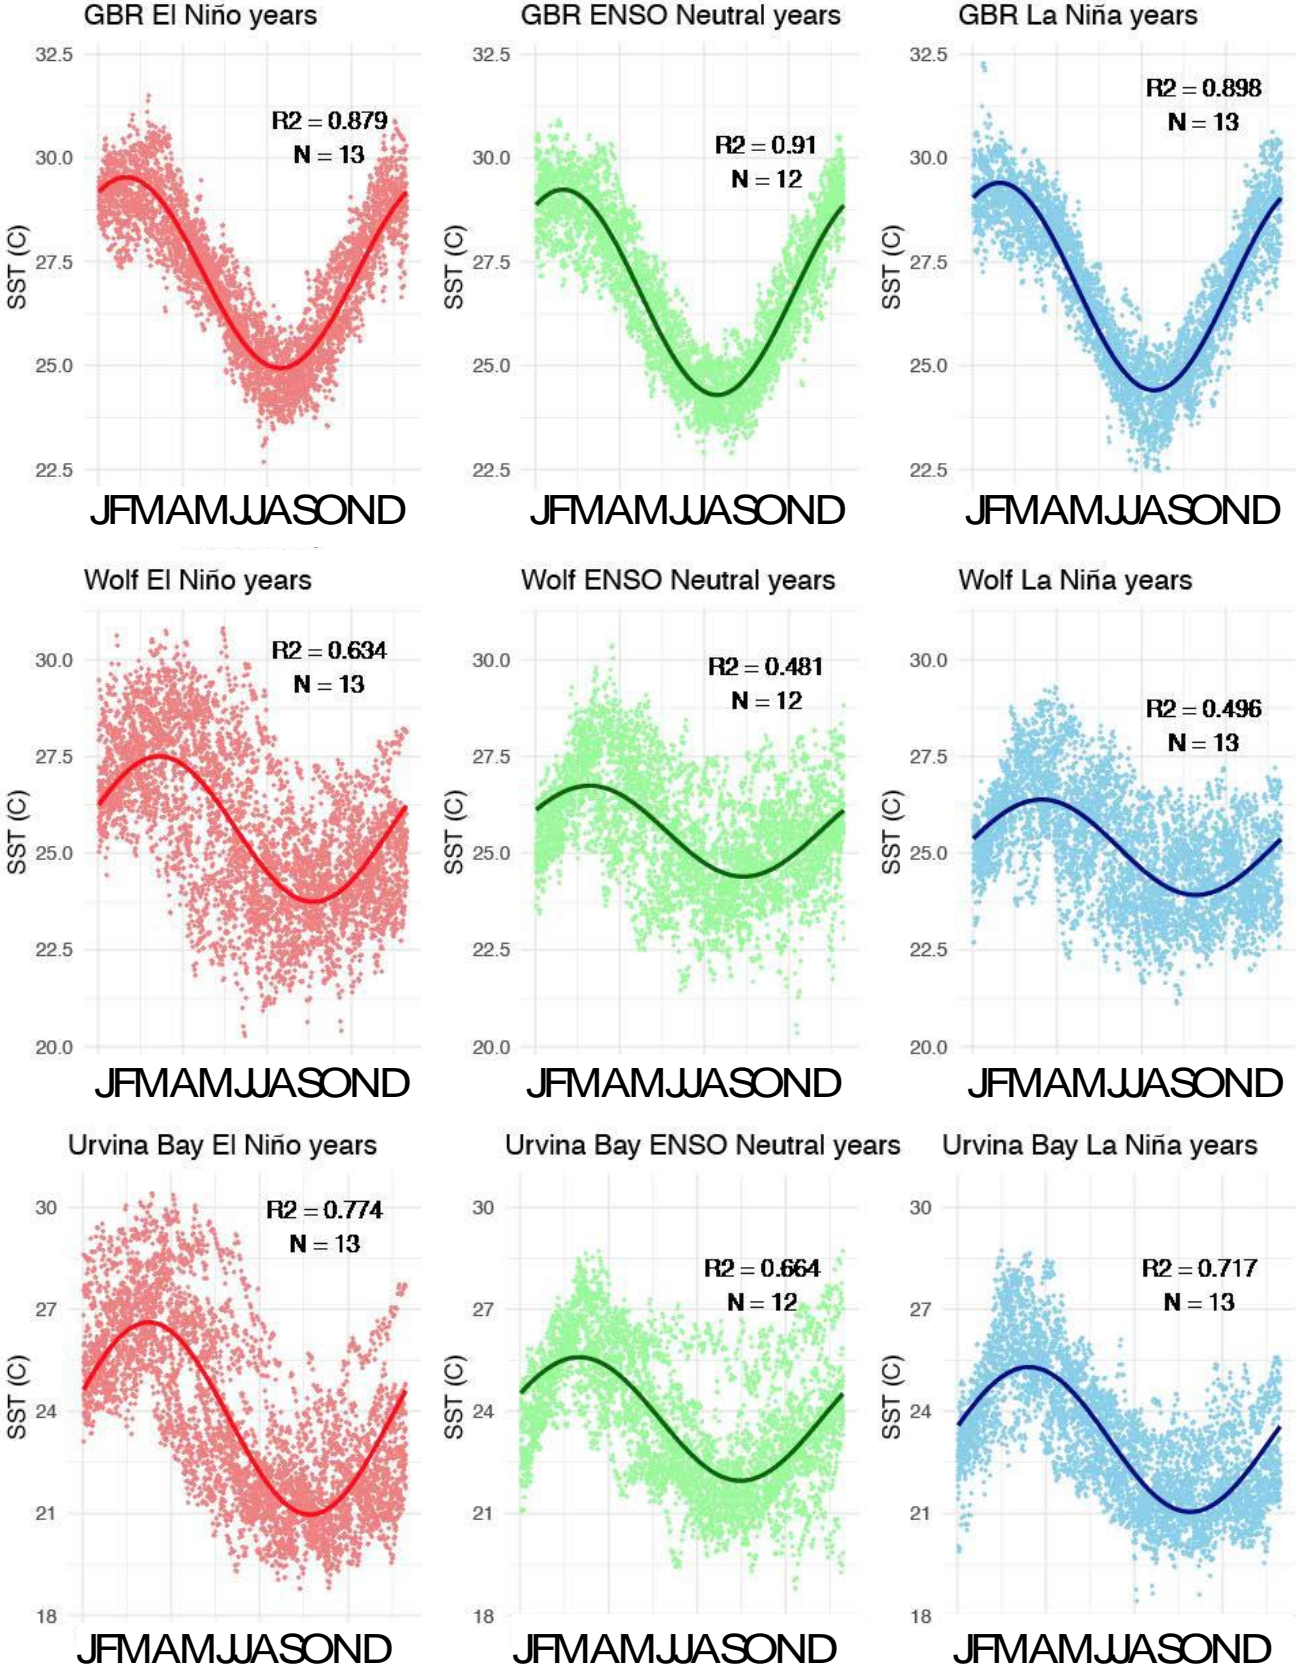 GBR El Niño years
GBR ENSO Neutral years
GBR La Niña years
SST (C)
32.5
30.0
27.5
25.0
22.5
R2 = 0.879
N = 13
JFMAMJJASOND
SST (C)
32.5
30.0
27.5
25.0
22.5
R2 = 0.91
N = 12
JFMAMJJASOND
SST (C)
32.5
30.0
27.5
25.0
22.5
R2 = 0.898
N = 13
JFMAMJJASOND
Wolf El Niño years
Wolf ENSO Neutral years
Wolf La Niña years
SST (C)
30.0
27.5
25.0
22.5
20.0
R2 = 0.634
N = 13
JFMAMJJASOND
SST (C)
30.0
27.5
25.0
22.5
20.0
R2 = 0.481
N = 12
JFMAMJJASOND
SST (C)
30.0
27.5
25.0
22.5
20.0
R2 = 0.496
N = 13
JFMAMJJASOND
Urvina Bay El Niño years
Urvina Bay ENSO Neutral years
Urvina Bay La Niña years
SST (C)
30
27
24
21
18
R2 = 0.774
N = 13
JFMAMJJASOND
SST (C)
30
27
24
21
18
R2 = 0.664
N = 12
JFMAMJJASOND
SST (C)
30
27
24
21
18
R2 = 0.717
N = 13
JFMAMJJASOND